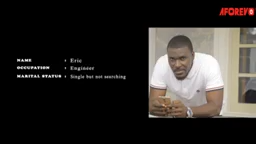 AFOREVO
NAME : Eric
OCCUPATION : Engineer
MARITAL STATUS : Single but not searching